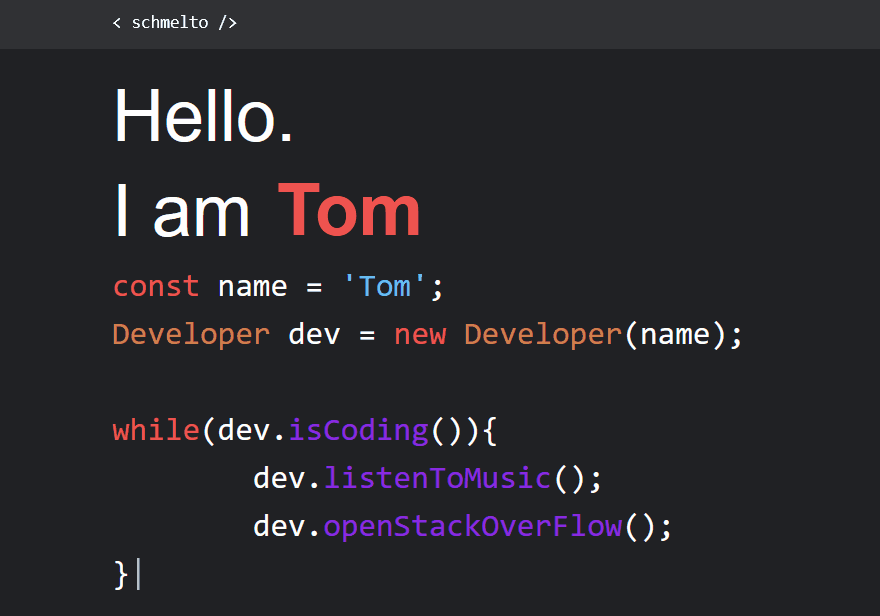 < schmelto />
Hello.
I am Tom
const name = 'Tom';
Developer dev = new Developer(name);
while(dev.isCoding()){
dev.listenToMusic();
dev.openStackOverFlow();
}|